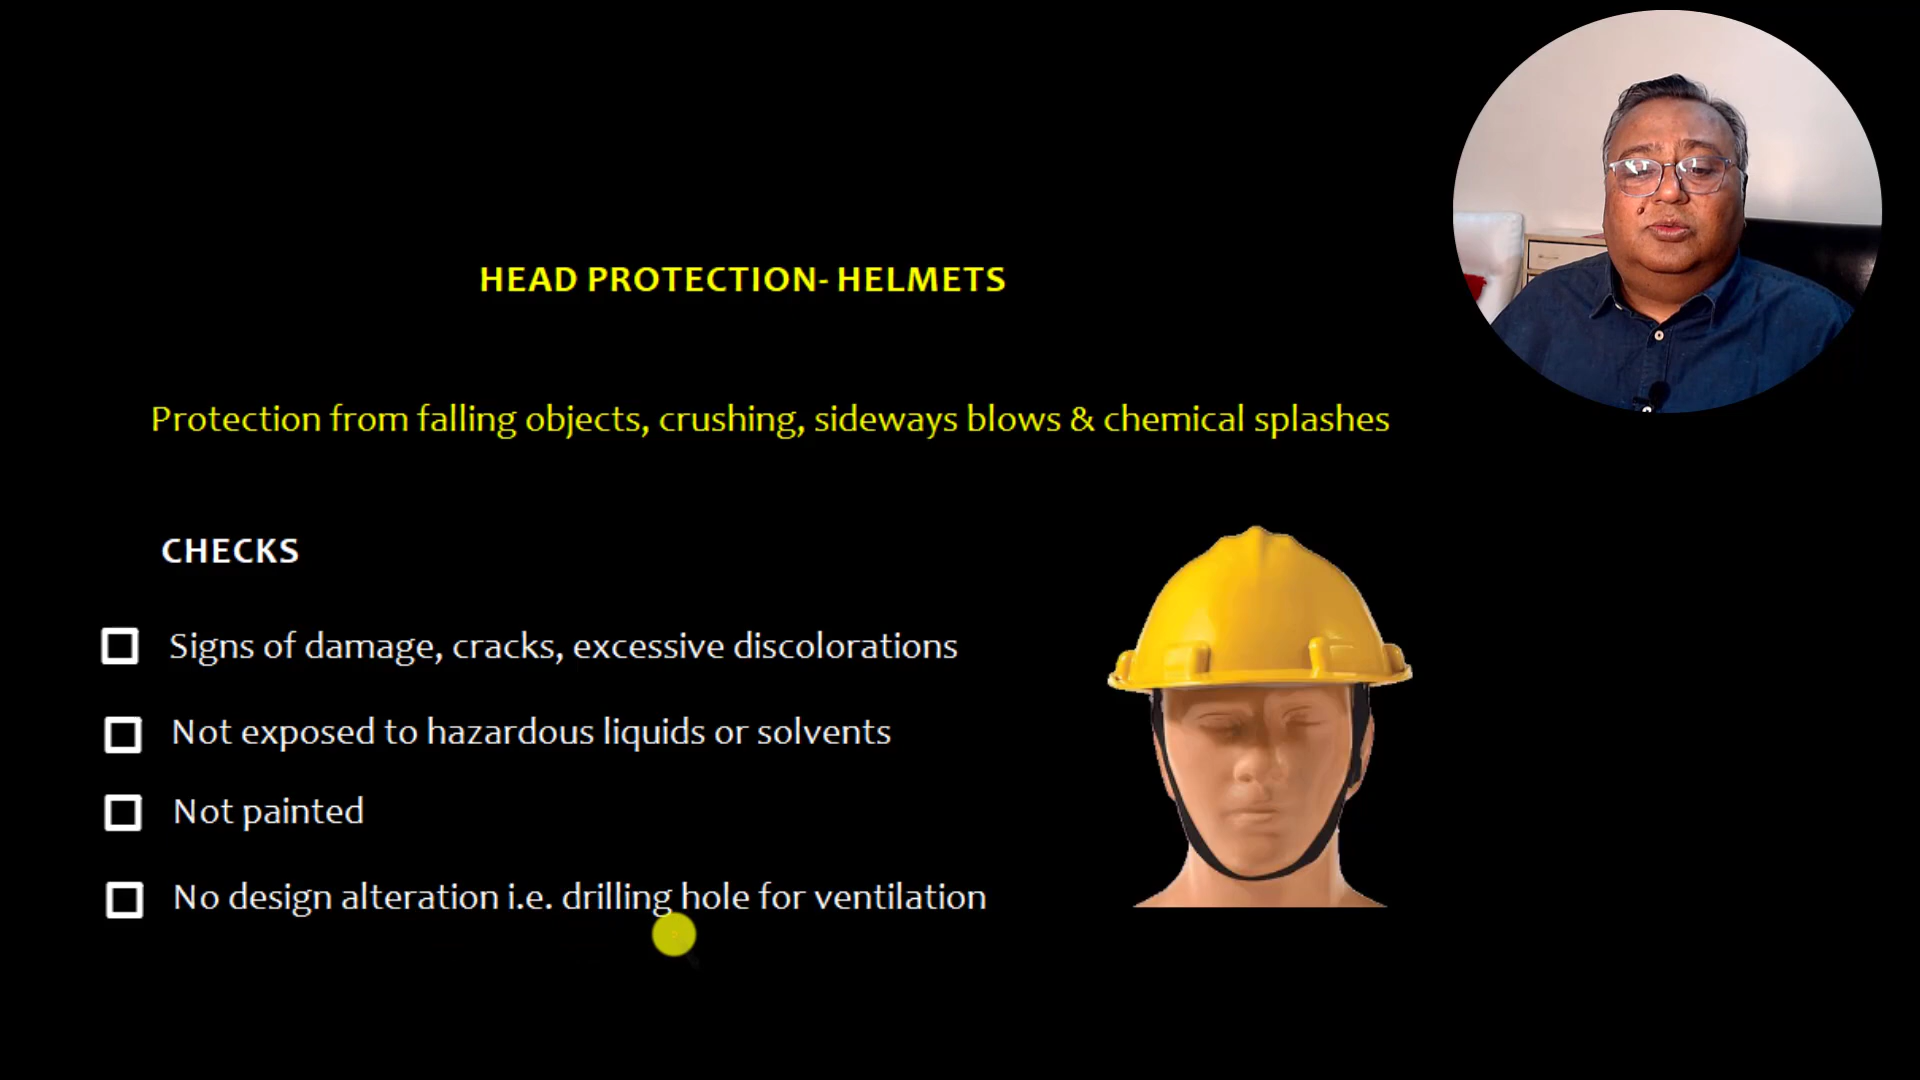 HEAD PROTECTION- HELMETS
Protection from falling objects, crushing, sideways blows & chemical splashes
CHECKS
Signs of damage, cracks, excessive discolorations
Not exposed to hazardous liquids or solvents
Not painted
No design alteration i.e. drilling hole for ventilation